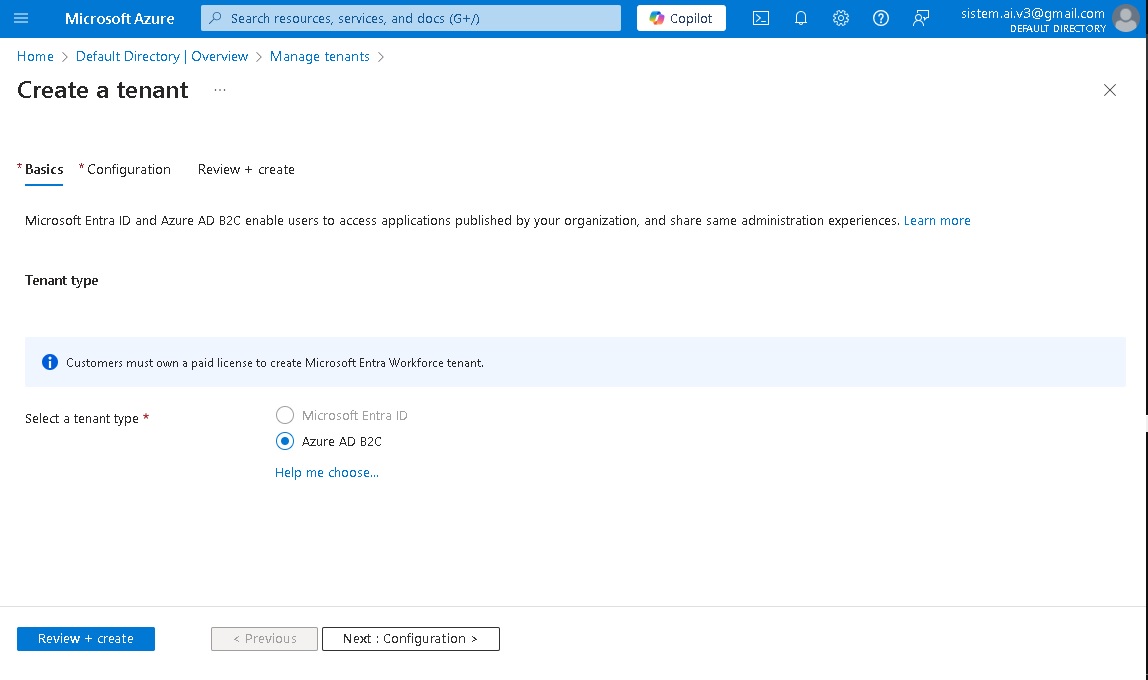 Microsoft Azure
Search resources, services, and docs (G+/)
Copilot
sistem.ai.v3@gmail.com
DEFAULT DIRECTORY
Home > Default Directory | Overview > Manage tenants >
Create a tenant ...
* Basics * Configuration Review + create
Microsoft Entra ID and Azure AD B2C enable users to access applications published by your organization, and share same administration experiences. Learn more
Tenant type
Customers must own a paid license to create Microsoft Entra Workforce tenant.
Select a tenant type *
Microsoft Entra ID
Azure AD B2C
Help me choose...
Review + create
< Previous
Next : Configuration >